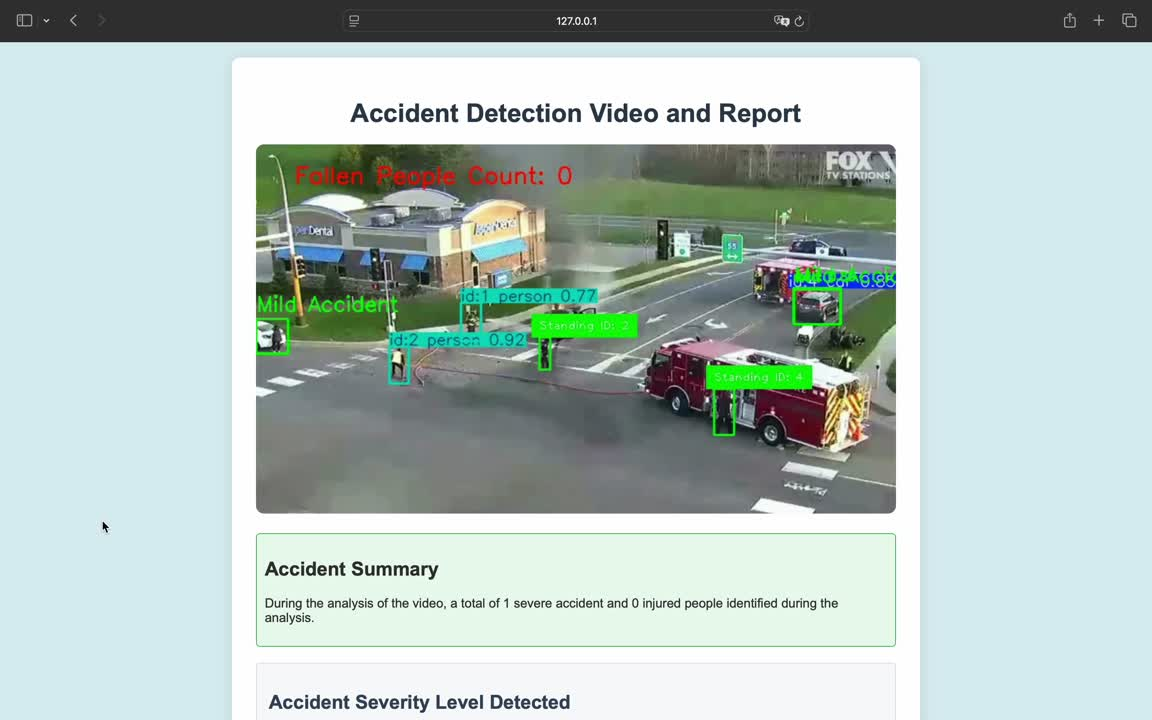 127.0.0.1
Accident Detection Video and Report
Fallen People Count: 0
FOX
TV STATIONS
Dental
55
Mild Accident
id:1 person 0.77
Standing ID: 2
id:2 person 0.92
Standing ID: 4
Accident Summary
During the analysis of the video, a total of 1 severe accident and 0 injured people identified during the
analysis.
Accident Severity Level Detected